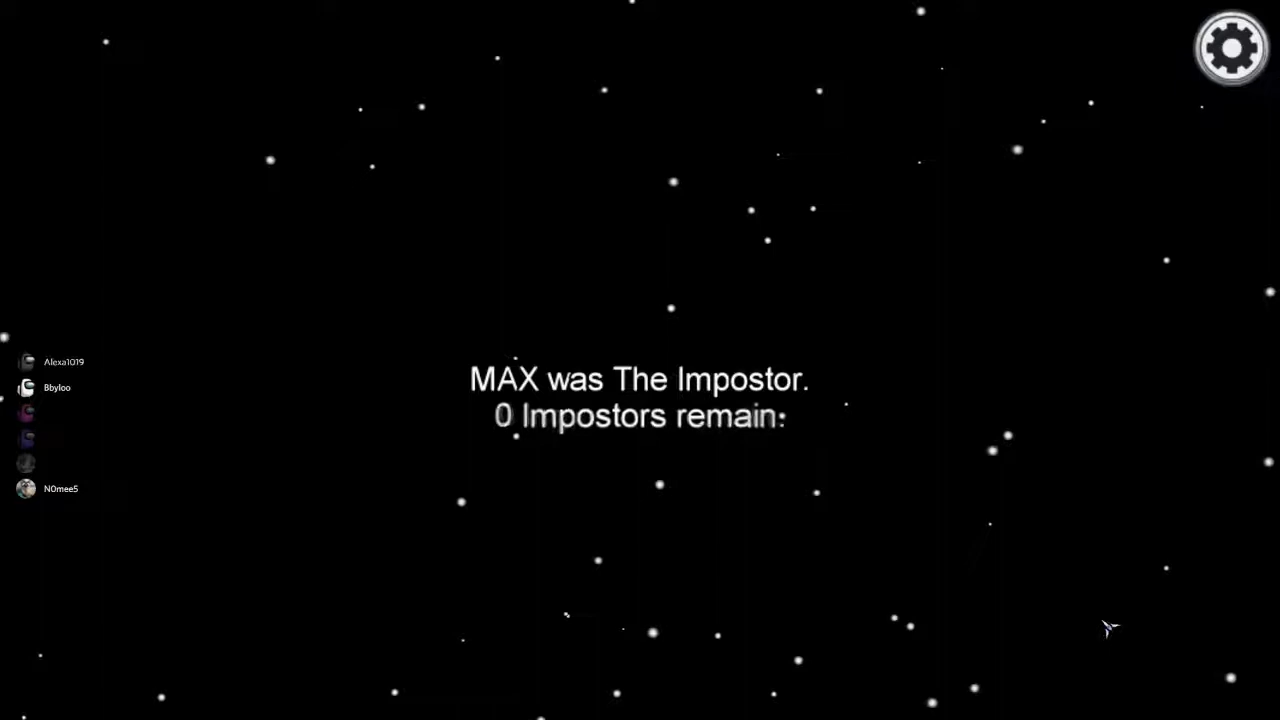 Alexa1019
Bbyloo
MAX was The Impostor.
0 Impostors remain.
N0mee5